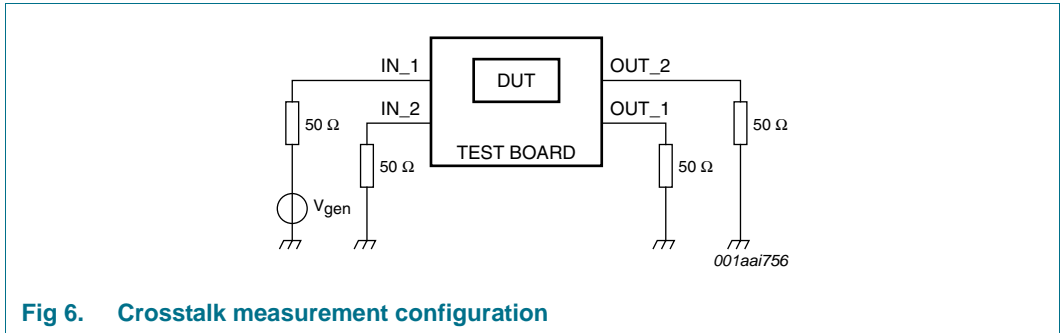 IN_1
OUT_2
DUT
IN_2
OUT_1
50 Ω
50 Ω
TEST BOARD
50 Ω
50 Ω
Vgen
001aai756
Fig 6. Crosstalk measurement configuration